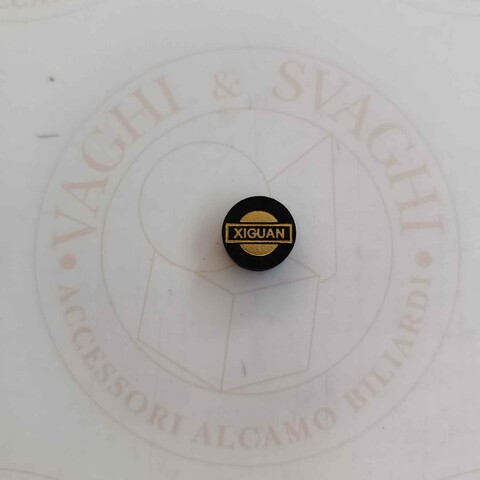 VAGHI & SVAGHI
XIGUAN
• ACCESSORI ALCAMO BILIARDI •